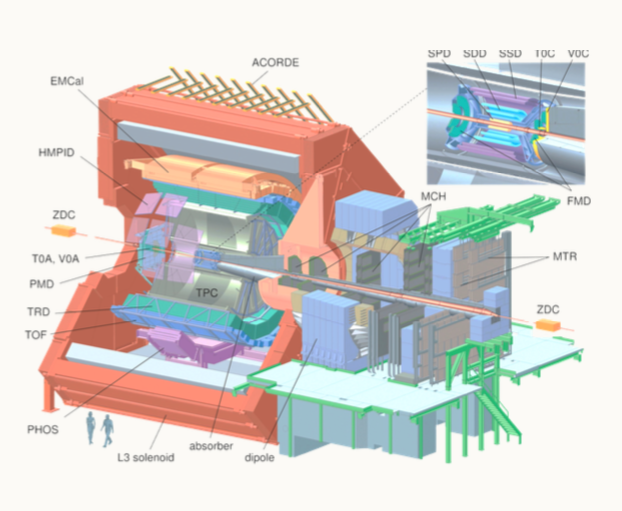 SPD SDD SSD T0C V0C
ACORDE
EMCal
HMPID
FMD
MCH
ZDC
MTR
T0A, V0A
PMD
TPC
TRD
ZDC
TOF
PHOS
absorber
L3 solenoid
dipole